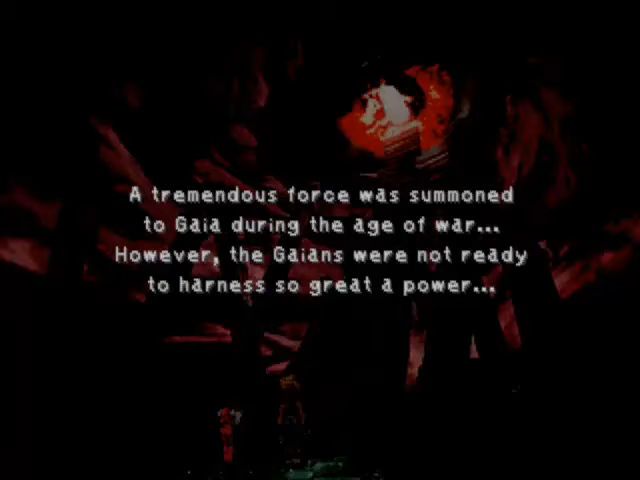 A tremendous force was summoned
to Gaia during the age of war...
However, the Gaians were not ready
to harness so great a power...